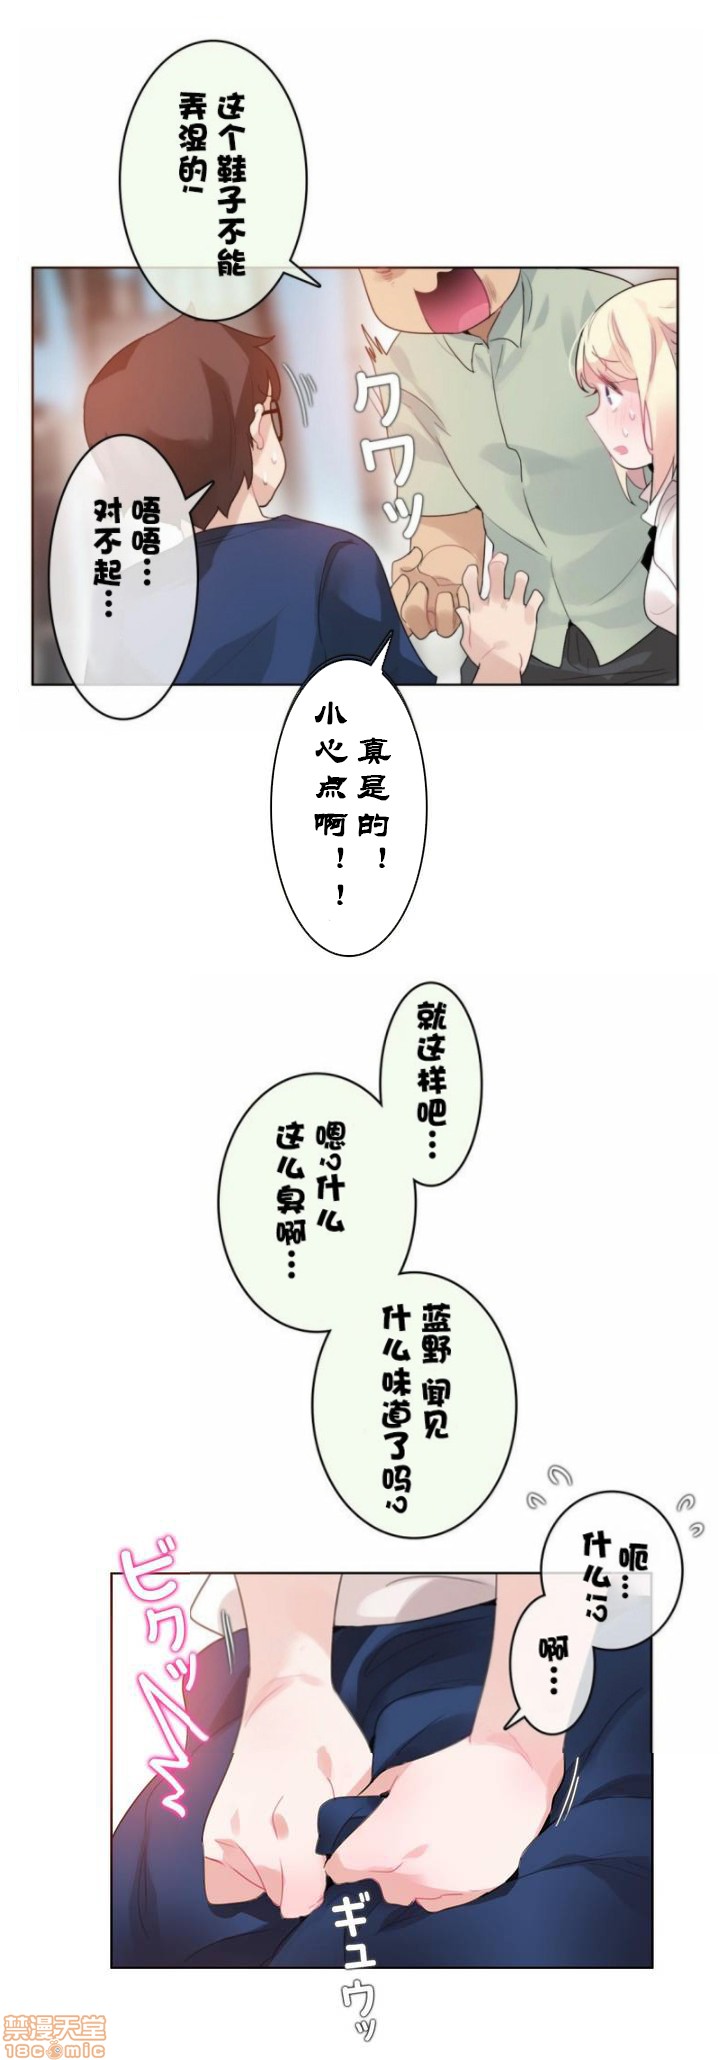 这个鞋子不能
弄湿的!
クワッ
唔唔…
对不起…
真是的!
小心点啊!!
就这样吧…
嗯?什么
这么臭啊…
蓝野 闻见
什么味道了吗?
呃…
什么!?
啊…
ビクッ
ギュウッ
禁漫天堂
18comic